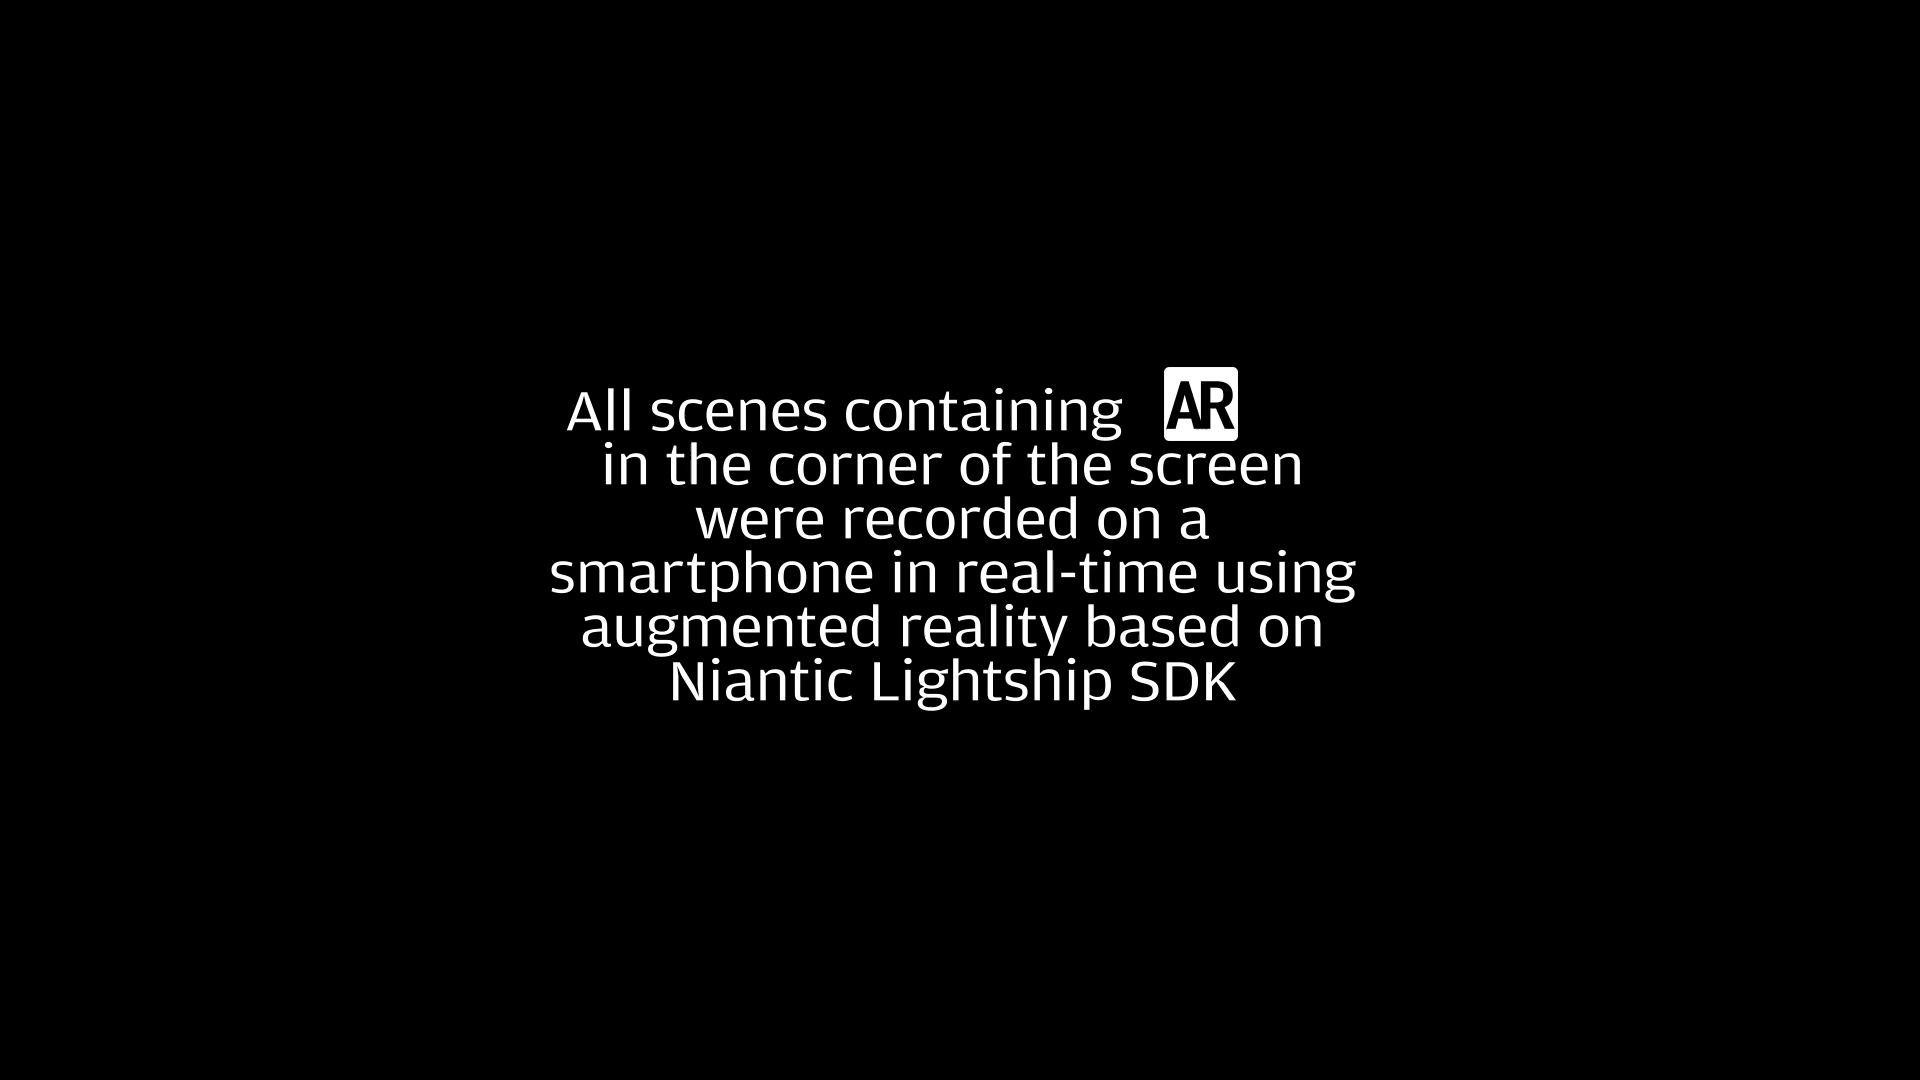 All scenes containing AR
in the corner of the screen
were recorded on a
smartphone in real-time using
augmented reality based on
Niantic Lightship SDK